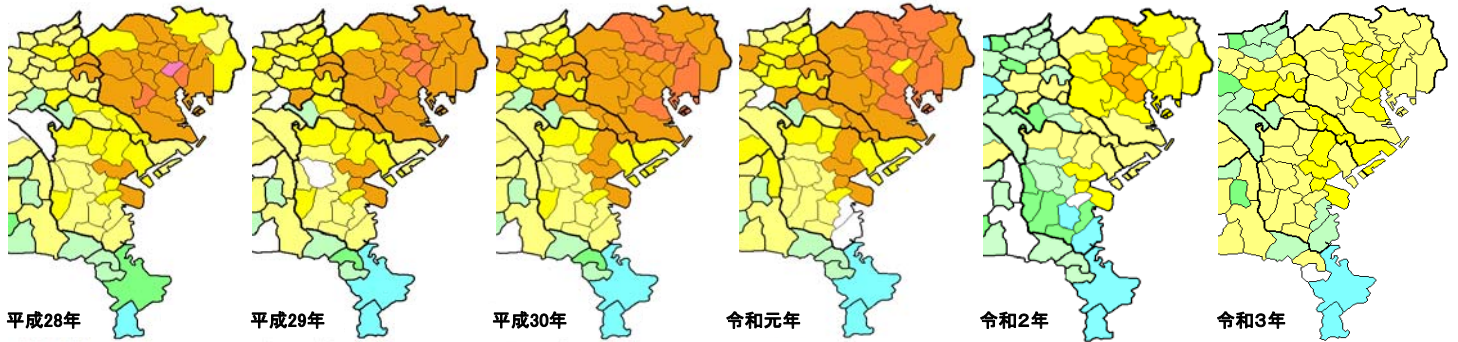 平成28年
平成29年
平成30年
令和元年
令和２年
令和３年